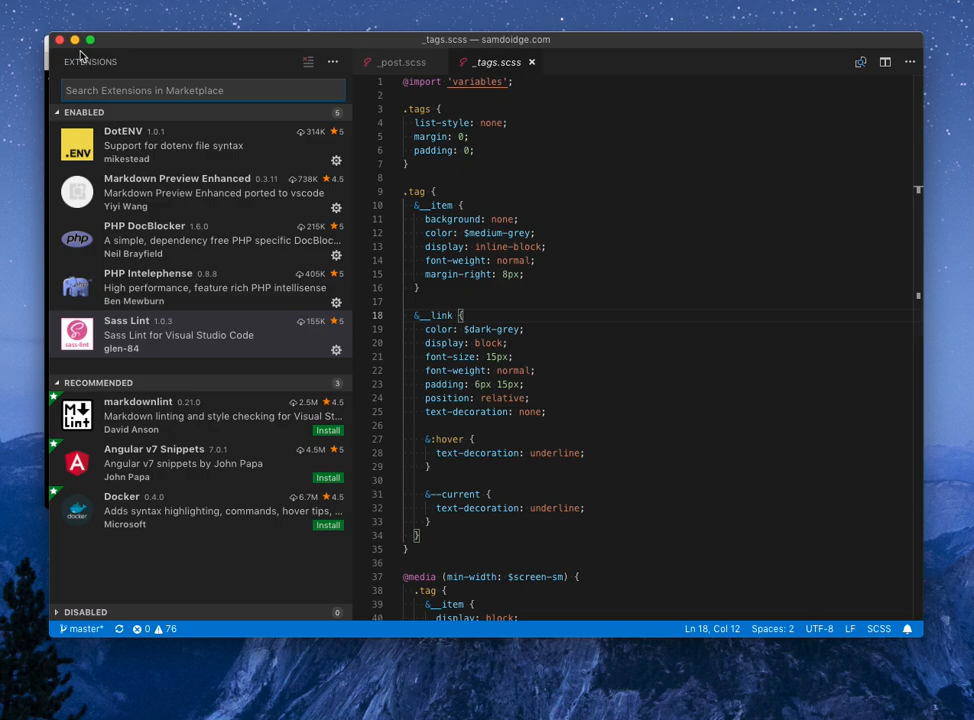 _tags.scss — samdoidge.com
EXTENSIONS
Search Extensions in Marketplace
ENABLED 5
.ENV
DotENV 1.0.1 314K ★5
Support for dotenv file syntax
mikestead
Markdown Preview Enhanced 0.3.11 738K ★4.5
Markdown Preview Enhanced ported to vscode
Yiyi Wang
php
PHP DocBlocker 1.6.0 215K ★5
A simple, dependency free PHP specific DocBloc...
Neil Brayfield
PHP Intelephense 0.8.8 405K ★5
High performance, feature rich PHP intellisense
Ben Mewburn
sass-lint
Sass Lint 1.0.3 155K ★5
Sass Lint for Visual Studio Code
glen-84
RECOMMENDED 3
M↓
lint
markdownlint 0.21.0 2.5M ★4.5
Markdown linting and style checking for Visual St...
David Anson Install
Angular v7 Snippets 7.0.1 4.5M ★5
Angular v7 snippets by John Papa
John Papa Install
docker
Docker 0.4.0 6.7M ★4.5
Adds syntax highlighting, commands, hover tips, ...
Microsoft Install
DISABLED 0
_post.scss _tags.scss ×
1 @import 'variables';
2
3 .tags {
4   list-style: none;
5   margin: 0;
6   padding: 0;
7 }
8
9 .tag {
10   &__item {
11     background: none;
12     color: $medium-grey;
13     display: inline-block;
14     font-weight: normal;
15     margin-right: 8px;
16   }
17
18   &__link {
19     color: $dark-grey;
20     display: block;
21     font-size: 15px;
22     font-weight: normal;
23     padding: 6px 15px;
24     position: relative;
25     text-decoration: none;
26
27     &:hover {
28       text-decoration: underline;
29     }
30
31     &--current {
32       text-decoration: underline;
33     }
34   }
35 }
36
37 @media (min-width: $screen-sm) {
38   .tag {
39     &__item {
40       display: block;
master* 0 76 Ln 18, Col 12 Spaces: 2 UTF-8 LF SCSS